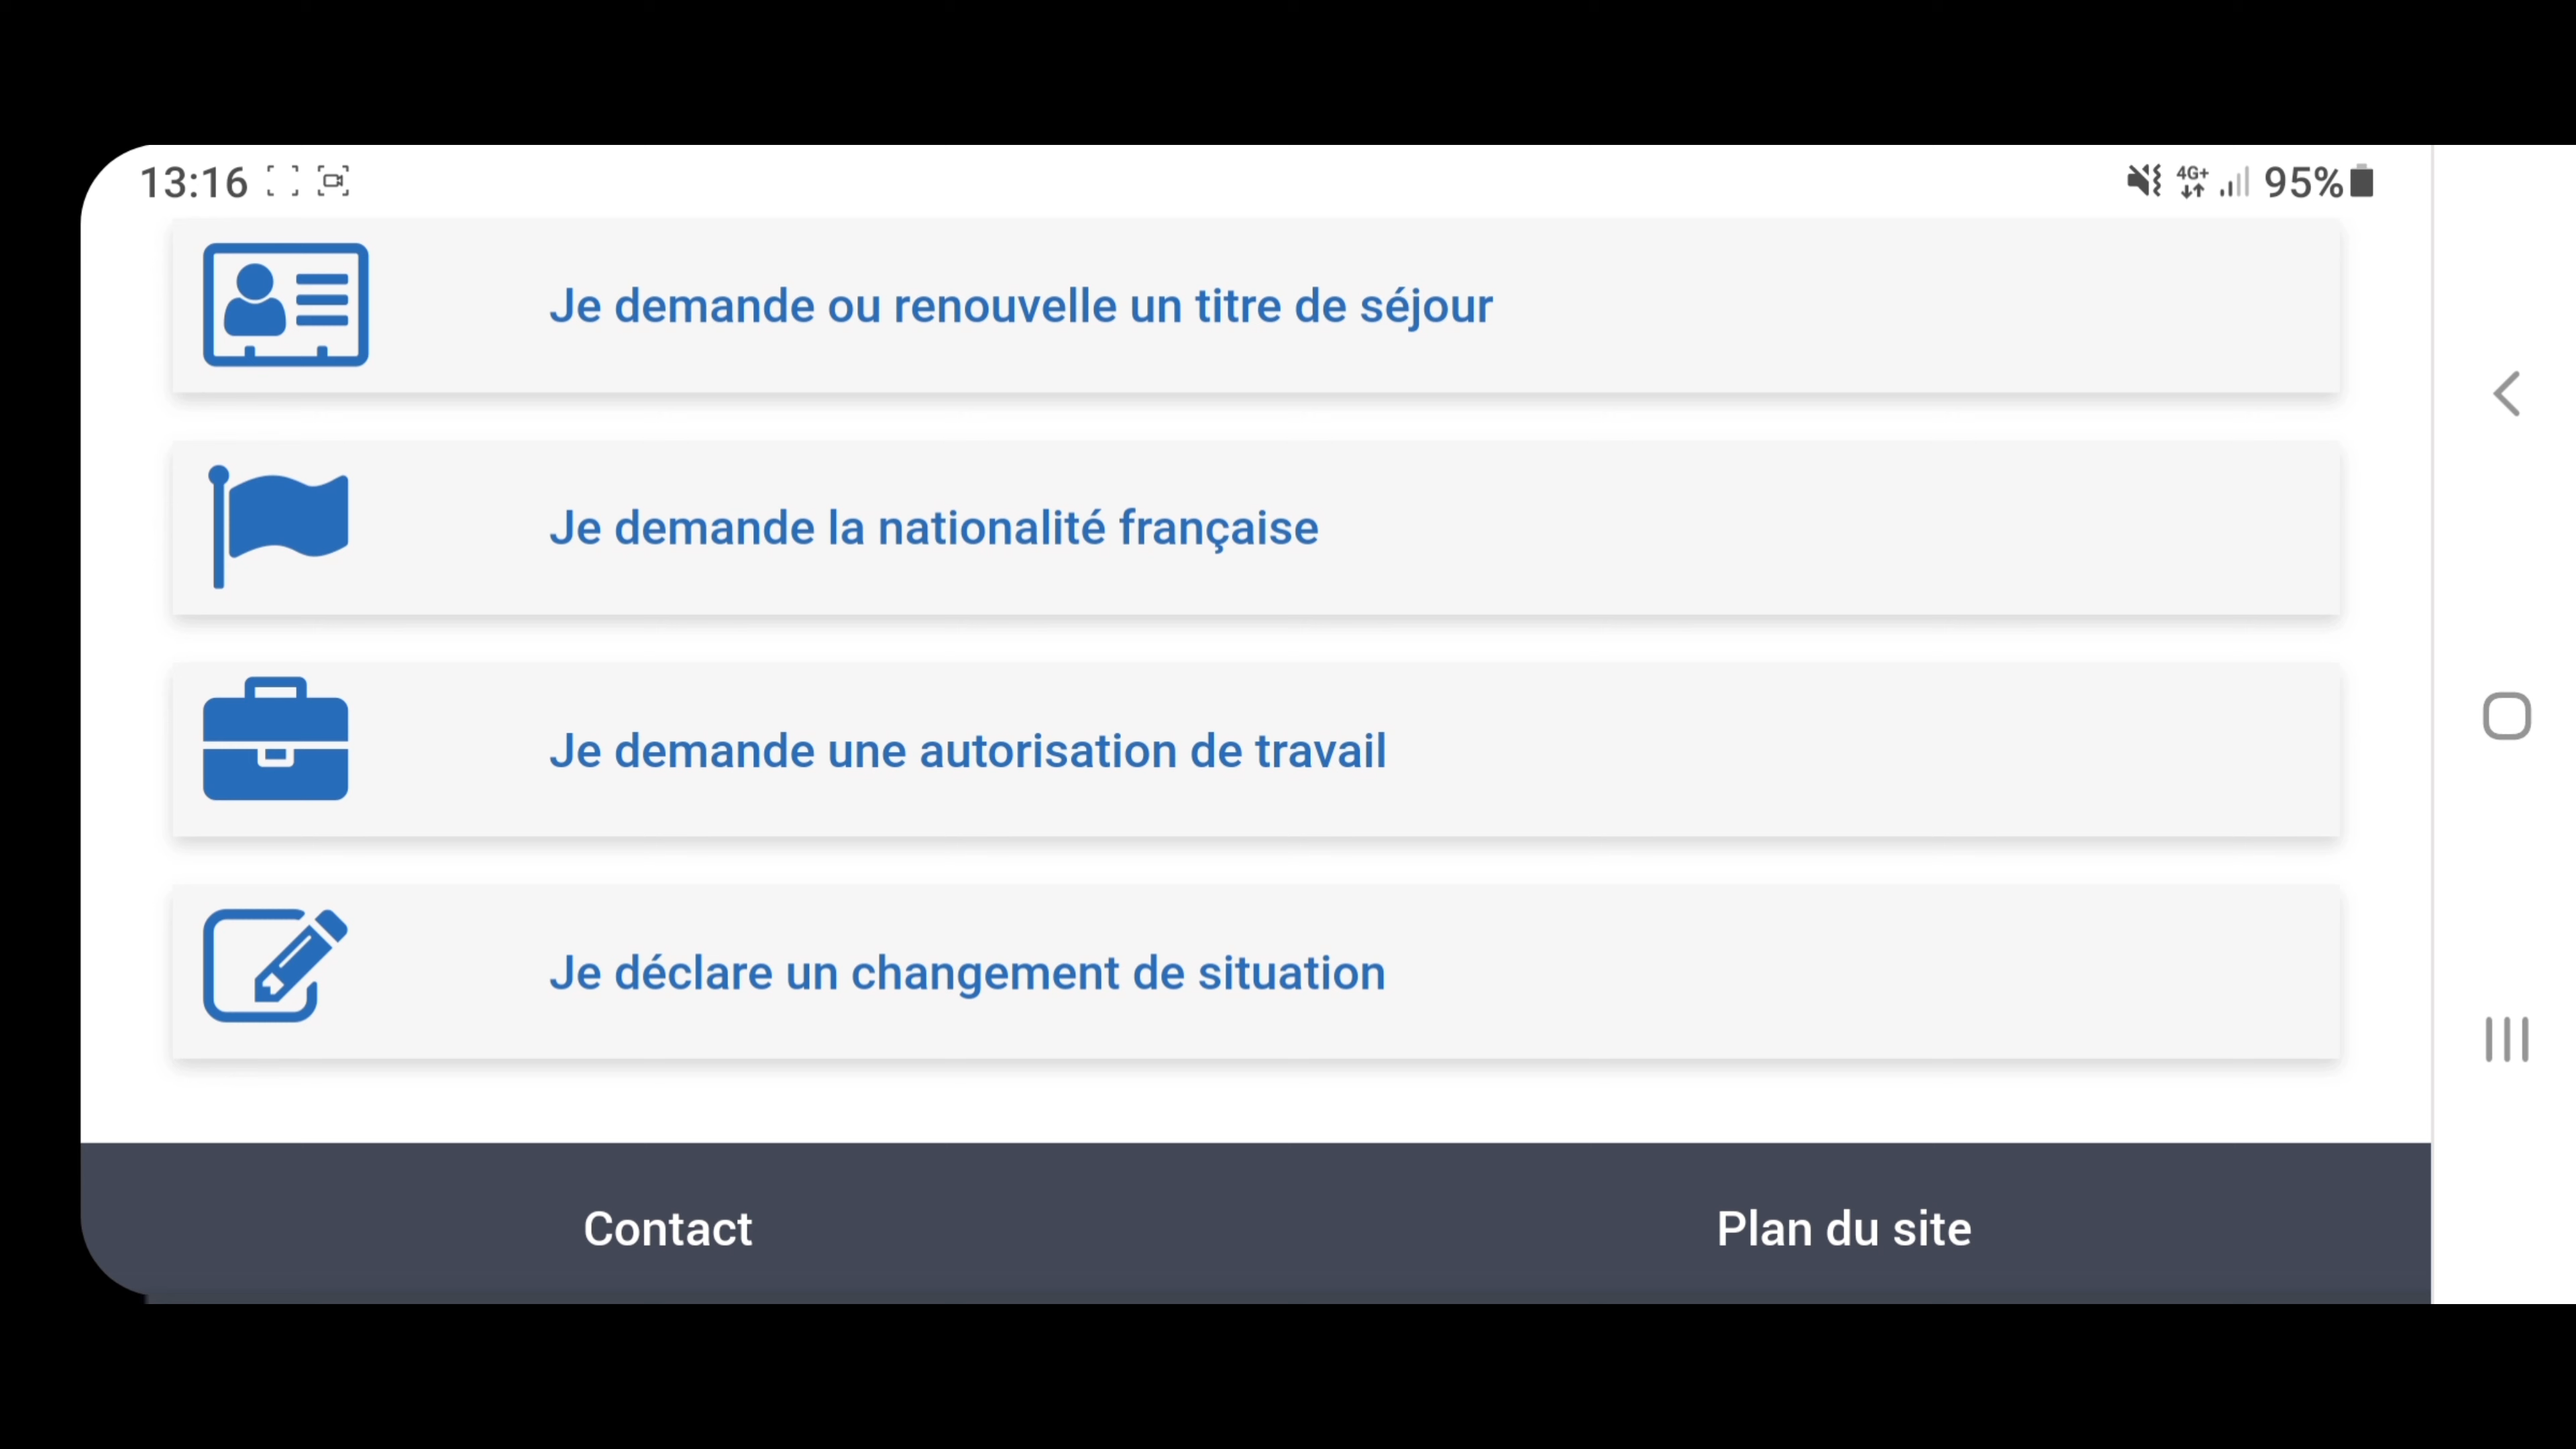 13:16
4G+ 95%
Je demande ou renouvelle un titre de séjour
Je demande la nationalité française
Je demande une autorisation de travail
Je déclare un changement de situation
Contact Plan du site